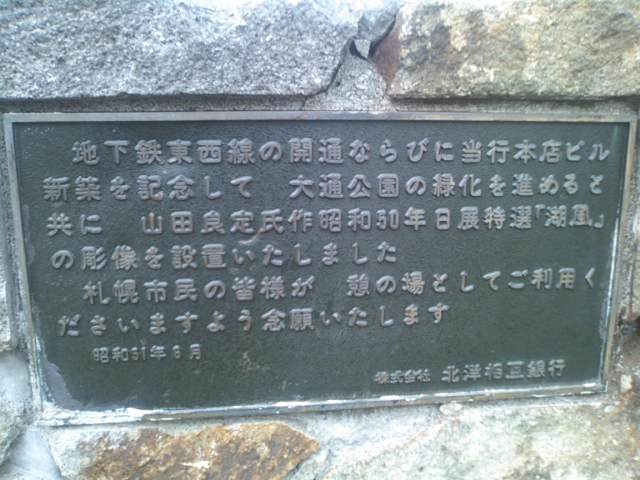 地下鉄東西線の開通ならびに当行本店ビル
新築を記念して 大通公園の緑化を進めると
共に 山田良定氏作昭和50年日展特選「湖風」
の彫像を設置いたしました
札幌市民の皆様が 憩の場としてご利用く
ださいますよう念願いたします
昭和51年6月
株式会社 北洋相互銀行